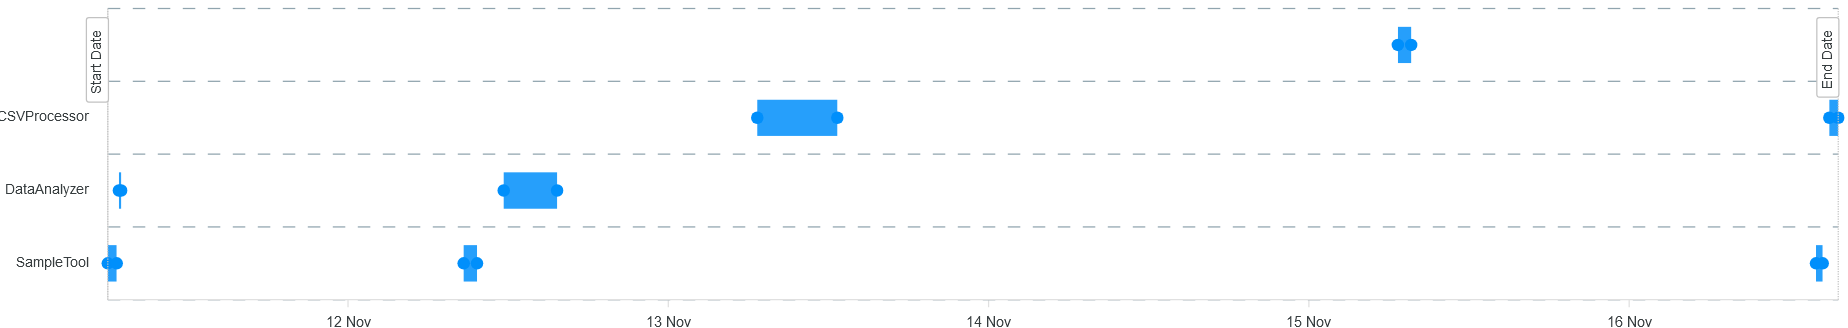 Start Date
End Date
CSVProcessor
DataAnalyzer
SampleTool
12 Nov
13 Nov
14 Nov
15 Nov
16 Nov